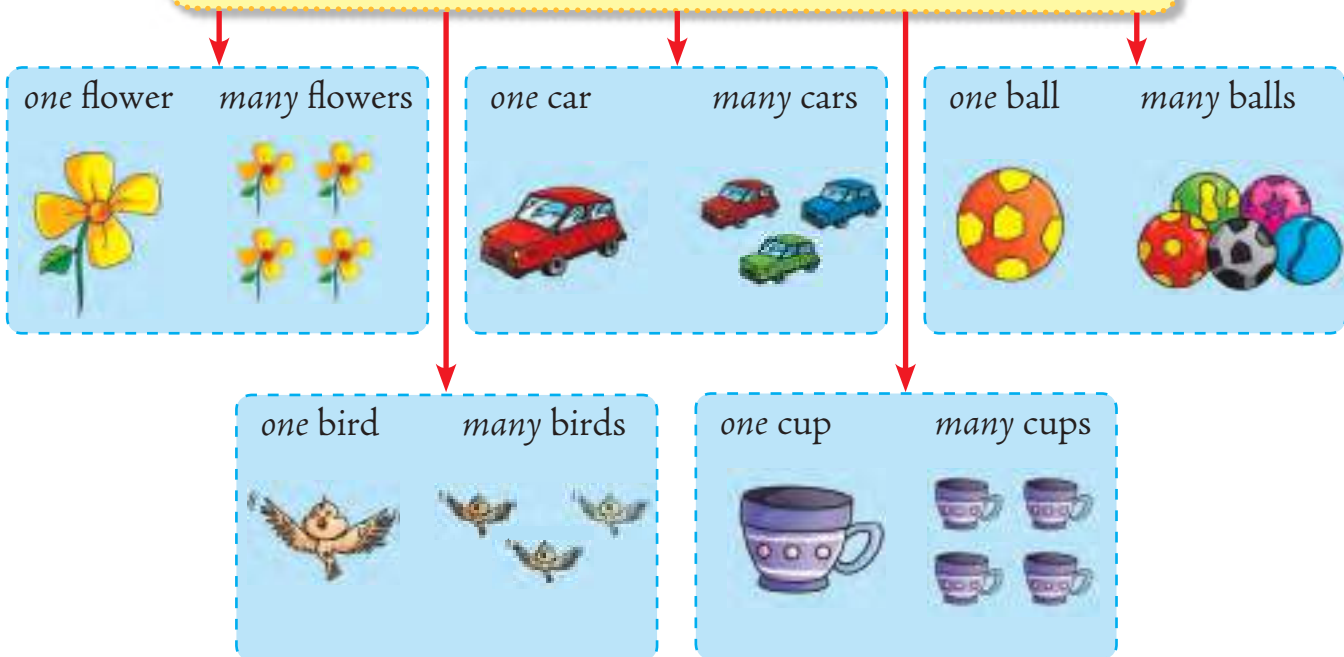 one flower many flowers
one car many cars
one ball many balls
one bird many birds
one cup many cups